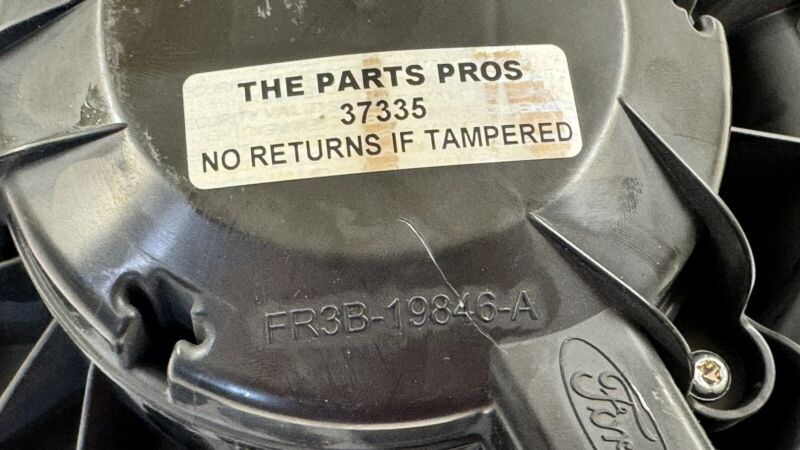 THE PARTS PROS
37335
NO RETURNS IF TAMPERED
FR3B-19846-A
Ford